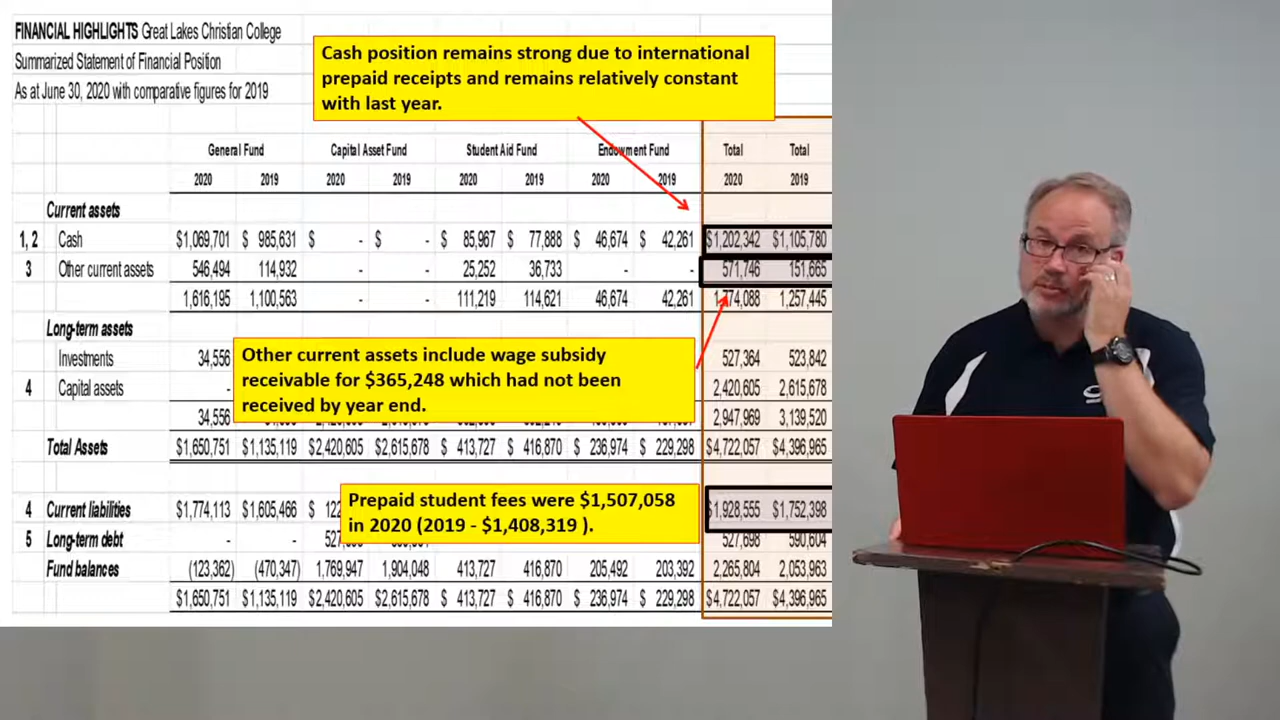 FINANCIAL HIGHLIGHTS Great Lakes Christian College
Summarized Statement of Financial Position
As at June 30, 2020 with comparative figures for 2019
Cash position remains strong due to international
prepaid receipts and remains relatively constant
with last year.
General Fund Capital Asset Fund Student Aid Fund Endowment Fund Total Total
2020 2019 2020 2019 2020 2019 2020 2019 2020 2019
Current assets
1, 2 Cash $1,069,701 $ 985,631 $ - $ - $ 85,967 $ 77,888 $ 46,674 $ 42,261 $1,202,342 $1,105,780
3 Other current assets 546,494 114,932 25,252 36,733 - - 571,746 151,665
1,616,195 1,100,563 - - 111,219 114,621 46,674 42,261 1,774,088 1,257,445
Long-term assets
Investments 34,556 527,364 523,842
4 Capital assets - 2,420,605 2,615,678
34,556 2,947,969 3,139,520
Other current assets include wage subsidy
receivable for $365,248 which had not been
received by year end.
Total Assets $1,650,751 $1,135,119 $2,420,605 $2,615,678 $ 413,727 $ 416,870 $ 236,974 $ 229,298 $4,722,057 $4,396,965
4 Current liabilities $1,774,113 $1,605,466 $ 122 $1,928,555 $1,752,398
Prepaid student fees were $1,507,058
in 2020 (2019 - $1,408,319 ).
5 Long-term debt - - 527,698 590,604
Fund balances (123,362) (470,347) 1,769,947 1,904,048 413,727 416,870 205,492 203,392 2,265,804 2,053,963
$1,650,751 $1,135,119 $2,420,605 $2,615,678 $ 413,727 $ 416,870 $ 236,974 $ 229,298 $4,722,057 $4,396,965